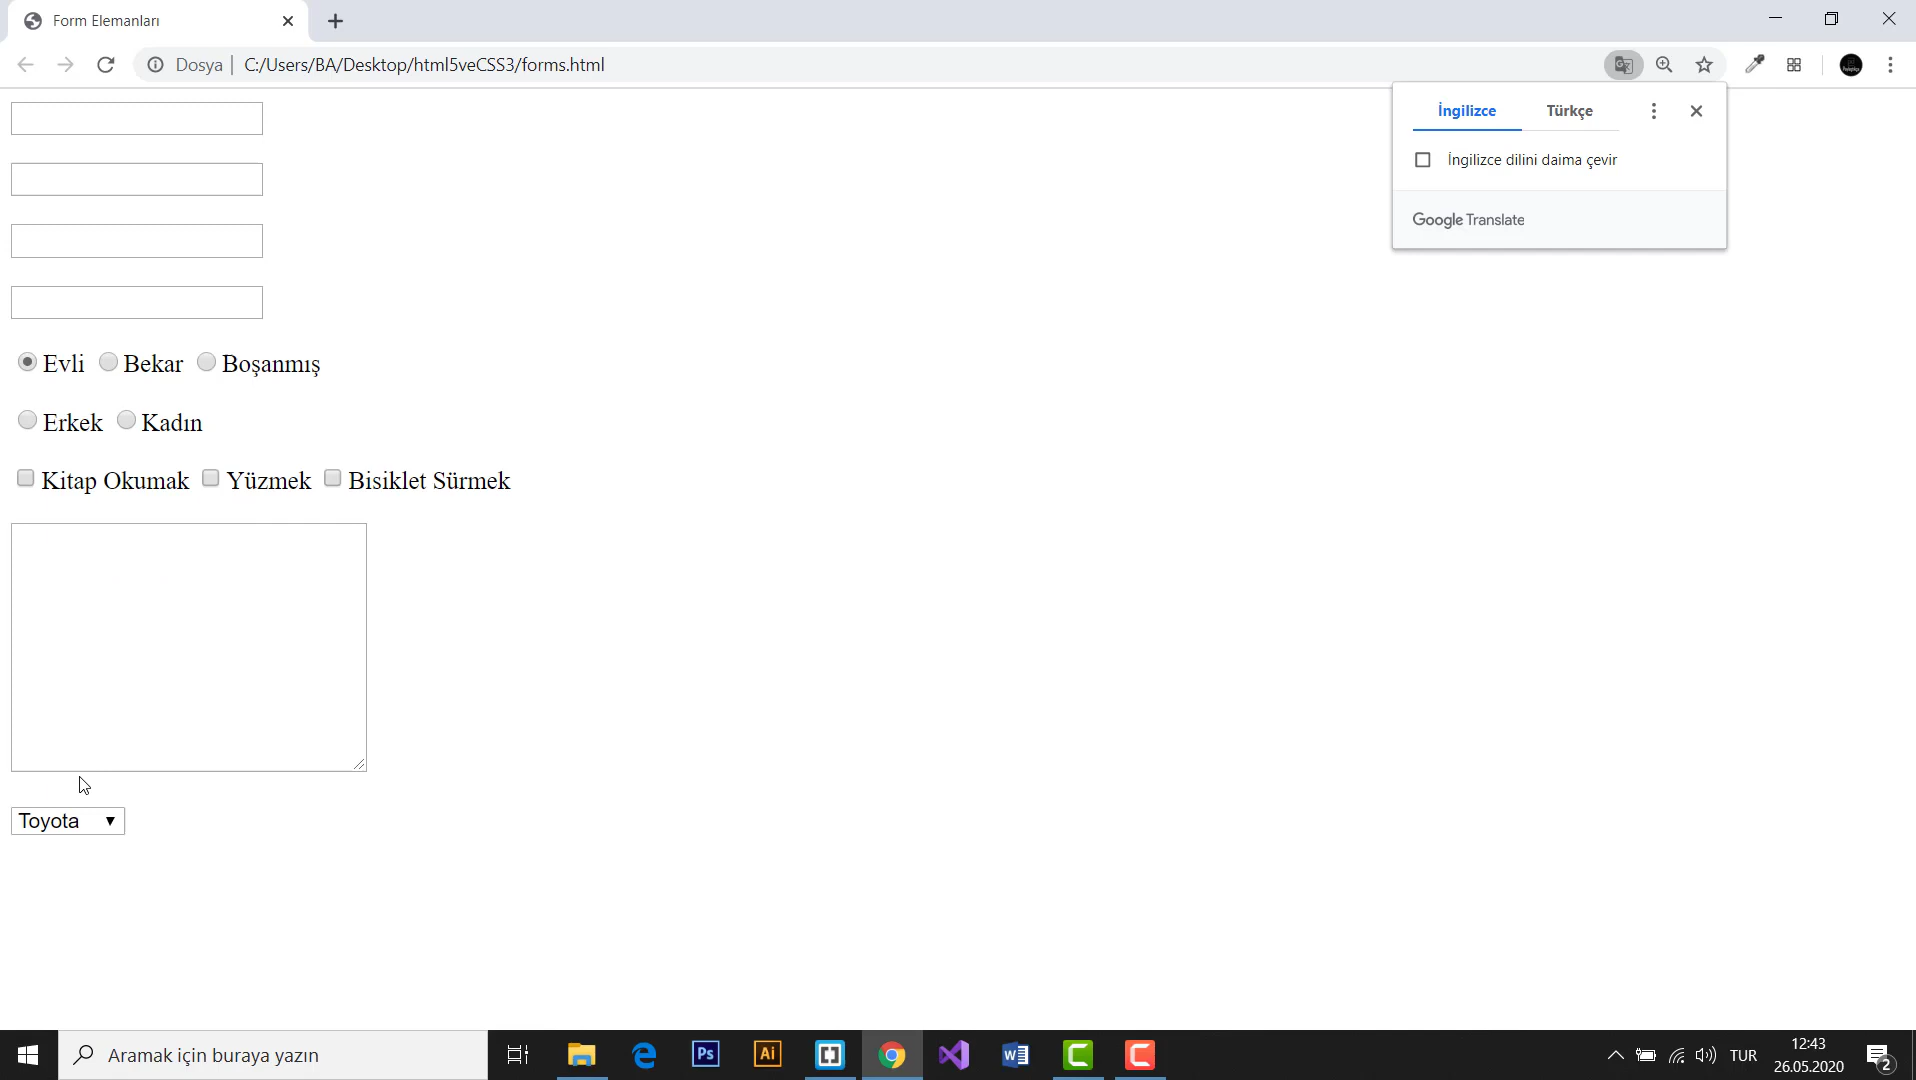 Form Elemanları
Dosya | C:/Users/BA/Desktop/html5veCSS3/forms.html
İngilizce Türkçe
İngilizce dilini daima çevir
Google Translate
Evli Bekar Boşanmış
Erkek Kadın
Kitap Okumak Yüzmek Bisiklet Sürmek
Toyota
Aramak için buraya yazın
Ps
Ai
TUR
12:43
26.05.2020
2